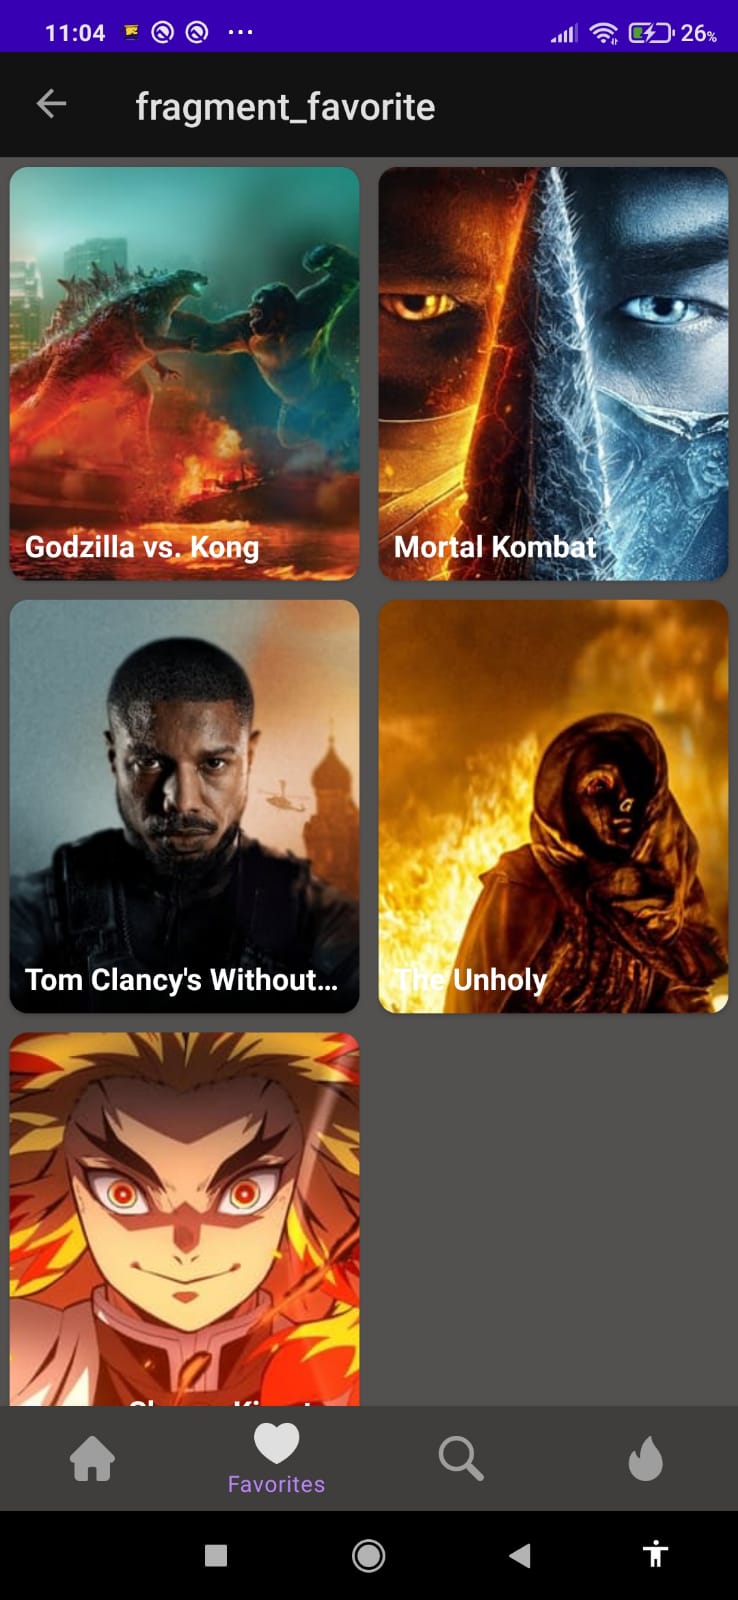 11:04
26%
fragment_favorite
Godzilla vs. Kong
Mortal Kombat
Tom Clancy's Without...
The Unholy
Favorites